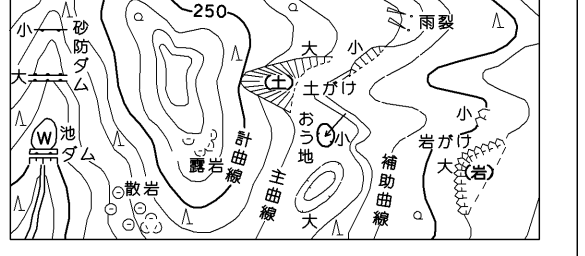 250
小
大
砂防ダム
W
池
ダム
散岩
露岩
計曲線
主曲線
大
土
土がけ
小
雨裂
おう地
小
大
補助曲線
小
岩がけ
大
岩